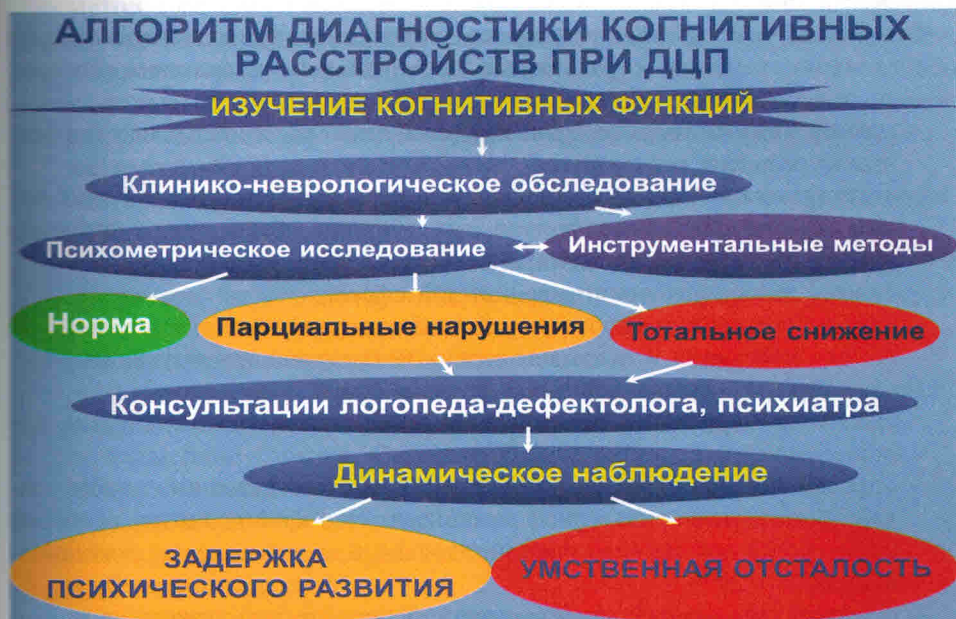 АЛГОРИТМ ДИАГНОСТИКИ КОГНИТИВНЫХ
РАССТРОЙСТВ ПРИ ДЦП
ИЗУЧЕНИЕ КОГНИТИВНЫХ ФУНКЦИЙ
Клинико-неврологическое обследование
Психометрическое исследование
Инструментальные методы
Норма
Парциальные нарушения
Тотальное снижение
Консультации логопеда-дефектолога, психиатра
Динамическое наблюдение
ЗАДЕРЖКА
ПСИХИЧЕСКОГО РАЗВИТИЯ
УМСТВЕННАЯ ОТСТАЛОСТЬ